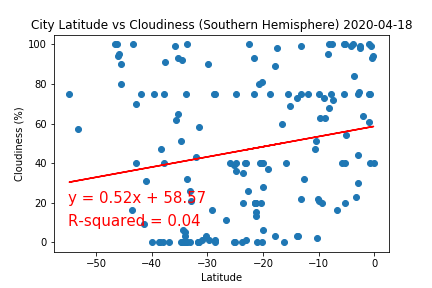 City Latitude vs Cloudiness (Southern Hemisphere) 2020-04-18
100
80
60
40
20
0
Cloudiness (%)
y = 0.52x + 58.57
R-squared = 0.04
−50 −40 −30 −20 −10 0
Latitude